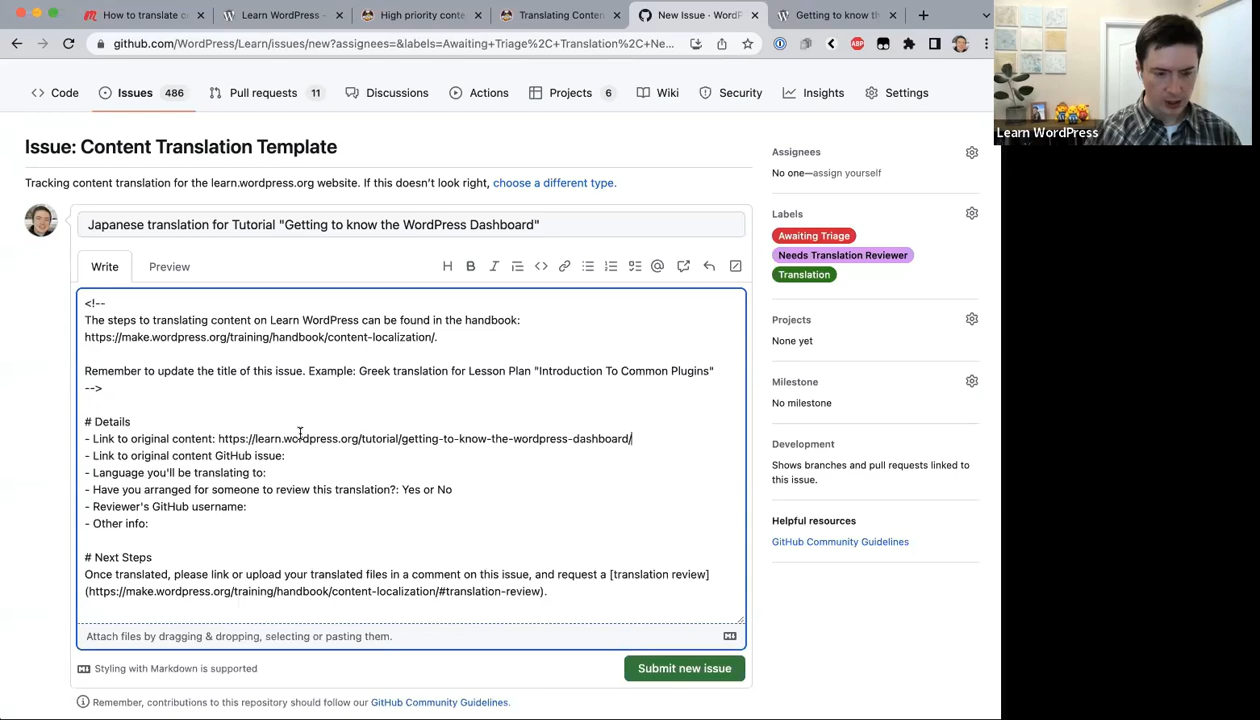 How to translate c
Learn WordPress –
High priority conte
Translating Conten
New Issue · WordP
Getting to know th
github.com/WordPress/Learn/issues/new?assignees=&labels=Awaiting+Triage%2C+Translation%2C+Ne...
ABP
Code
Issues 486
Pull requests 11
Discussions
Actions
Projects 6
Wiki
Security
Insights
Settings
Learn WordPress
Issue: Content Translation Template
Tracking content translation for the learn.wordpress.org website. If this doesn't look right, choose a different type.
Japanese translation for Tutorial "Getting to know the WordPress Dashboard"
Write
Preview
<!--
The steps to translating content on Learn WordPress can be found in the handbook:
https://make.wordpress.org/training/handbook/content-localization/.
Remember to update the title of this issue. Example: Greek translation for Lesson Plan "Introduction To Common Plugins"
-->
# Details
- Link to original content: https://learn.wordpress.org/tutorial/getting-to-know-the-wordpress-dashboard/
- Link to original content GitHub issue:
- Language you'll be translating to:
- Have you arranged for someone to review this translation?: Yes or No
- Reviewer's GitHub username:
- Other info:
# Next Steps
Once translated, please link or upload your translated files in a comment on this issue, and request a [translation review]
(https://make.wordpress.org/training/handbook/content-localization/#translation-review).
Attach files by dragging & dropping, selecting or pasting them.
Styling with Markdown is supported
Submit new issue
Remember, contributions to this repository should follow our GitHub Community Guidelines.
Assignees
No one—assign yourself
Labels
Awaiting Triage
Needs Translation Reviewer
Translation
Projects
None yet
Milestone
No milestone
Development
Shows branches and pull requests linked to
this issue.
Helpful resources
GitHub Community Guidelines